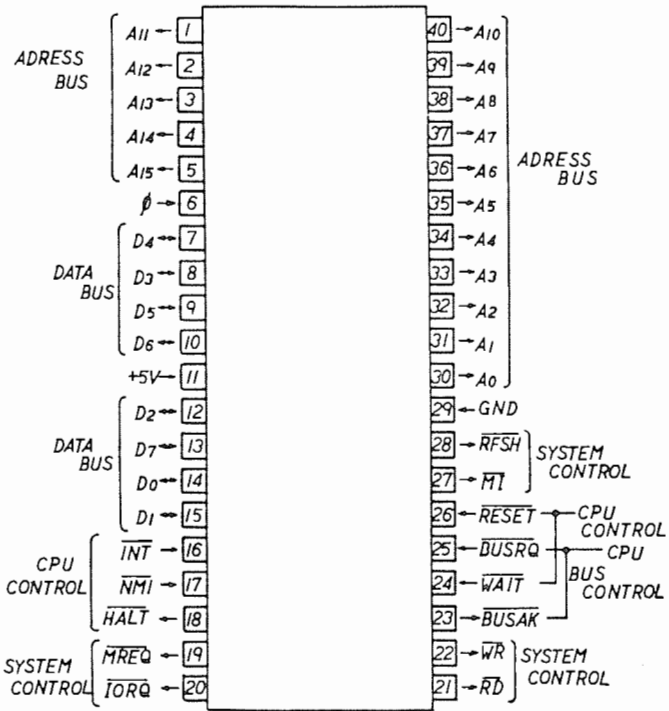 ADRESS
BUS
A11 1
A12 2
A13 3
A14 4
A15 5
φ 6
DATA
BUS
D4 7
D3 8
D5 9
D6 10
+5V 11
DATA
BUS
D2 12
D7 13
D0 14
D1 15
CPU
CONTROL
INT 16
NMI 17
HALT 18
SYSTEM
CONTROL
MREQ 19
IORQ 20
40 A10
39 A9
38 A8
37 A7
36 A6
35 A5
34 A4
33 A3
32 A2
31 A1
30 A0
ADRESS
BUS
29 GND
28 RFSH
27 MI
SYSTEM
CONTROL
26 RESET
25 BUSRQ
24 WAIT
23 BUSAK
CPU
CONTROL
CPU
BUS
CONTROL
22 WR
21 RD
SYSTEM
CONTROL